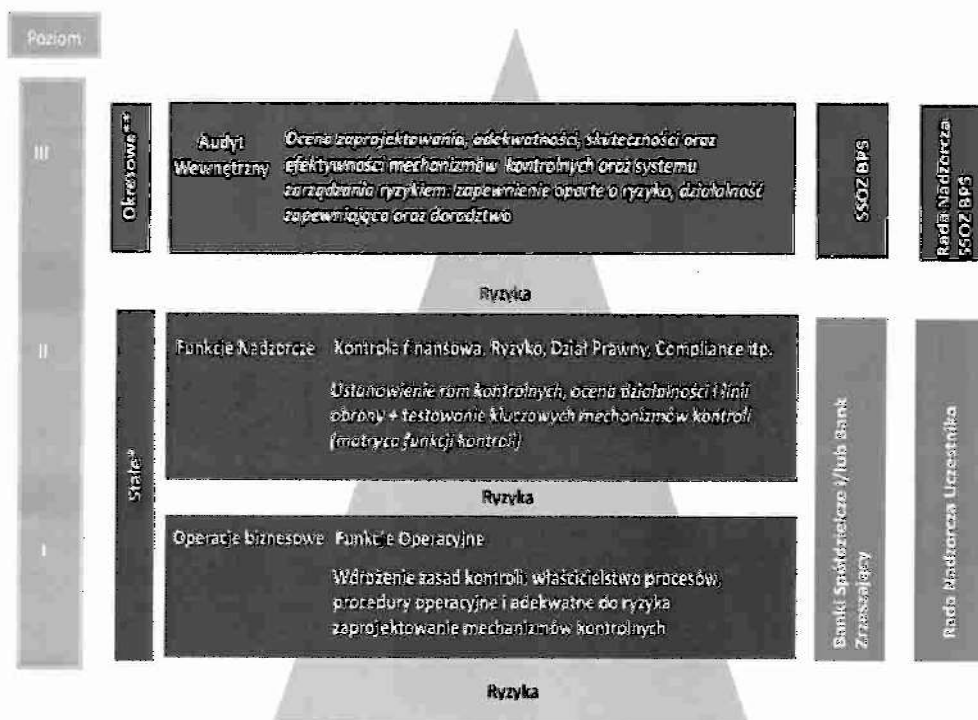 Poziom
III
Okresowa**
Audyt
Wewnętrzny
Ocena zaprojektowania, adekwatności, skuteczności oraz
efektywności mechanizmów kontrolnych oraz systemu
zarządzania ryzykiem: zapewnienie oparte o ryzyko, działalność
zapewniająca oraz doradztwo
SSOZ BPS
Rada Nadzorcza
SSOZ BPS
Ryzyka
II
Stałe*
Funkcje Nadzorcze
Kontrola finansowa, Ryzyko, Dział Prawny, Compliance itp.
Ustanowienie ram kontrolnych, ocena działalności I linii
obrony + testowanie kluczowych mechanizmów kontroli
(matryca funkcji kontroli)
Ryzyka
I
Operacje biznesowe
Funkcje Operacyjne
Wdrożenie zasad kontroli, właścicielstwo procesów,
procedury operacyjne i adekwatne do ryzyka
zaprojektowanie mechanizmów kontrolnych
Banki Spółdzielcze i/lub Bank
Zrzeszający
Rada Nadzorcza Uczestnika
Ryzyka